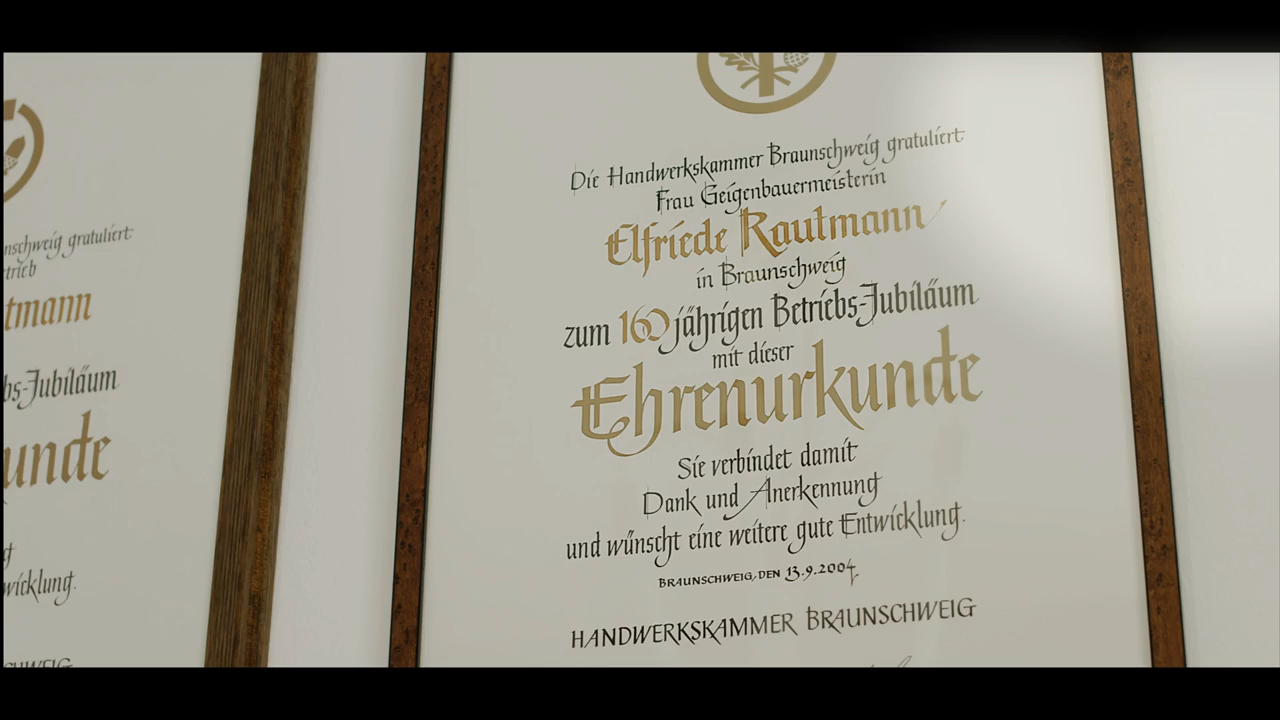 nschweig gratuliert
trieb
tmann
bs-Jubiläum
unde
g
wicklung.
Die Handwerkskammer Braunschweig gratuliert
Frau Geigenbauermeisterin
Elfriede Rautmann
in Braunschweig
zum 160 jährigen Betriebs-Jubiläum
mit dieser
Ehrenurkunde
Sie verbindet damit
Dank und Anerkennung
und wünscht eine weitere gute Entwicklung.
BRAUNSCHWEIG, DEN 13.9.2004
HANDWERKSKAMMER BRAUNSCHWEIG